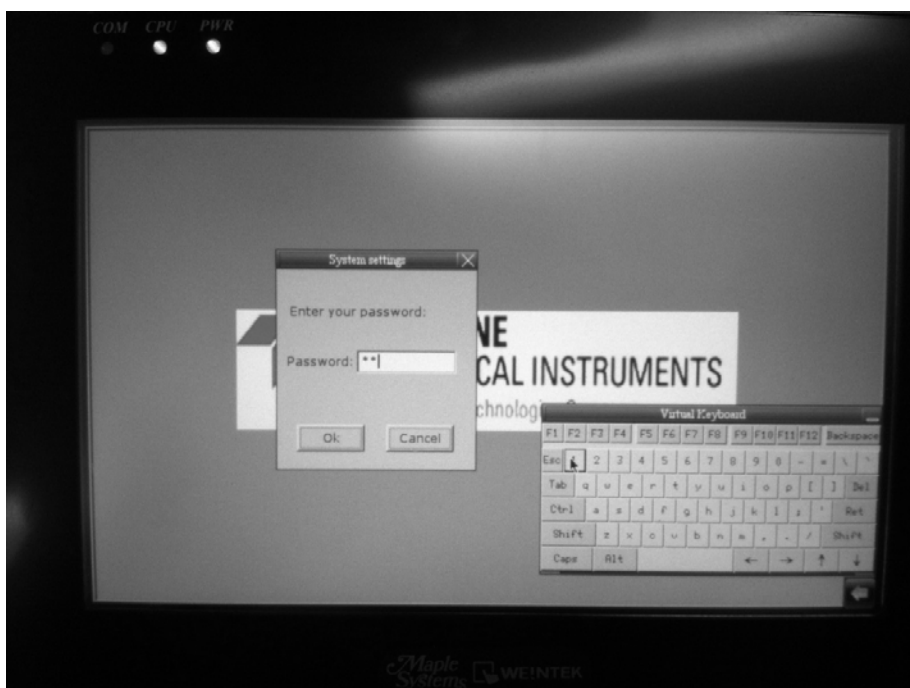 COM CPU PWR
System settings
Enter your password:
Password: **
Ok Cancel
NE
CAL INSTRUMENTS
Virtual Keyboard
F1 F2 F3 F4 F5 F6 F7 F8 F9 F10 F11 F12 Backspace
Esc 1 2 3 4 5 6 7 8 9 0 - = \ `
Tab q w e r t y u i o p [ ] Del
Ctrl a s d f g h j k l ; ' Ret
Shift z x c v b n m , . / Shift
Caps Alt ← → ↑ ↓
Maple
Systems WEINTEK